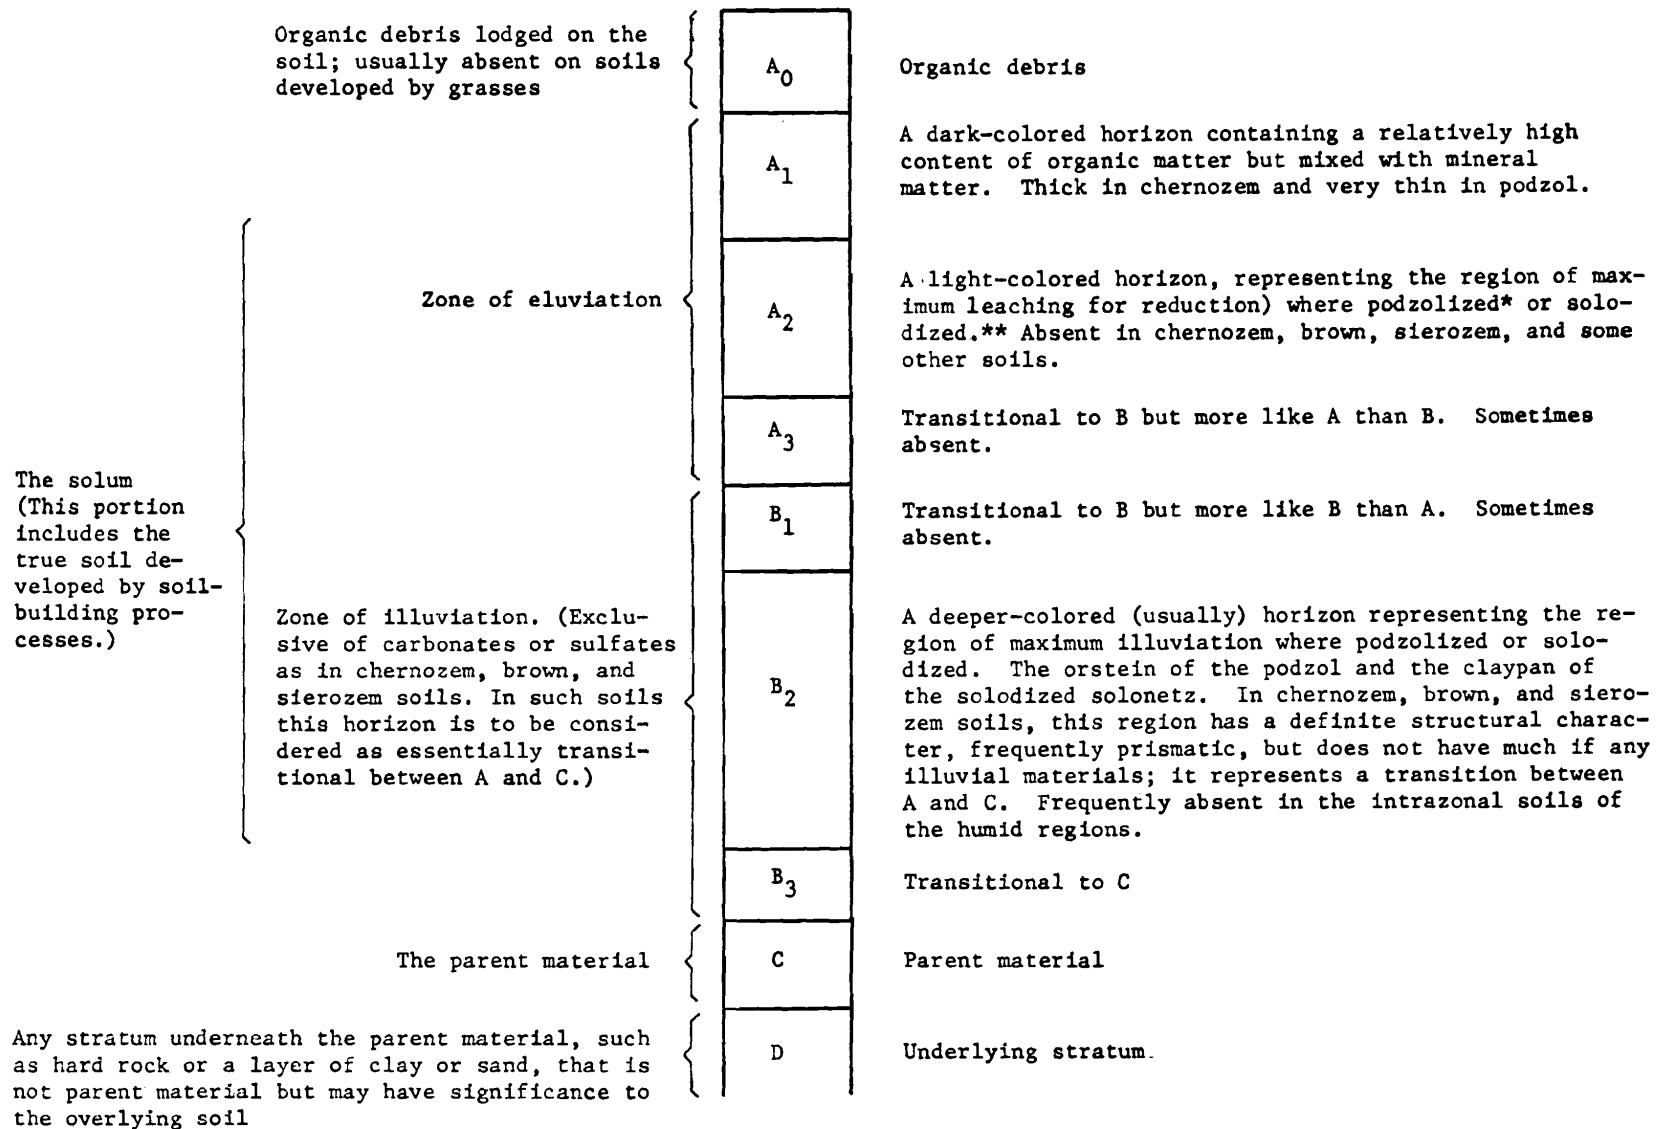 Organic debris lodged on the
soil; usually absent on soils
developed by grasses
A0
Organic debris
A1
A dark-colored horizon containing a relatively high
content of organic matter but mixed with mineral
matter. Thick in chernozem and very thin in podzol.
Zone of eluviation
A2
A light-colored horizon, representing the region of max-
imum leaching for reduction) where podzolized* or solo-
dized.** Absent in chernozem, brown, sierozem, and some
other soils.
A3
Transitional to B but more like A than B. Sometimes
absent.
The solum
(This portion
includes the
true soil de-
veloped by soil-
building pro-
cesses.)
B1
Transitional to B but more like B than A. Sometimes
absent.
Zone of illuviation. (Exclu-
sive of carbonates or sulfates
as in chernozem, brown, and
sierozem soils. In such soils
this horizon is to be consi-
dered as essentially transi-
tional between A and C.)
B2
A deeper-colored (usually) horizon representing the re-
gion of maximum illuviation where podzolized or solo-
dized. The orstein of the podzol and the claypan of
the solodized solonetz. In chernozem, brown, and siero-
zem soils, this region has a definite structural charac-
ter, frequently prismatic, but does not have much if any
illuvial materials; it represents a transition between
A and C. Frequently absent in the intrazonal soils of
the humid regions.
B3
Transitional to C
The parent material
C
Parent material
Any stratum underneath the parent material, such
as hard rock or a layer of clay or sand, that is
not parent material but may have significance to
the overlying soil
D
Underlying stratum.